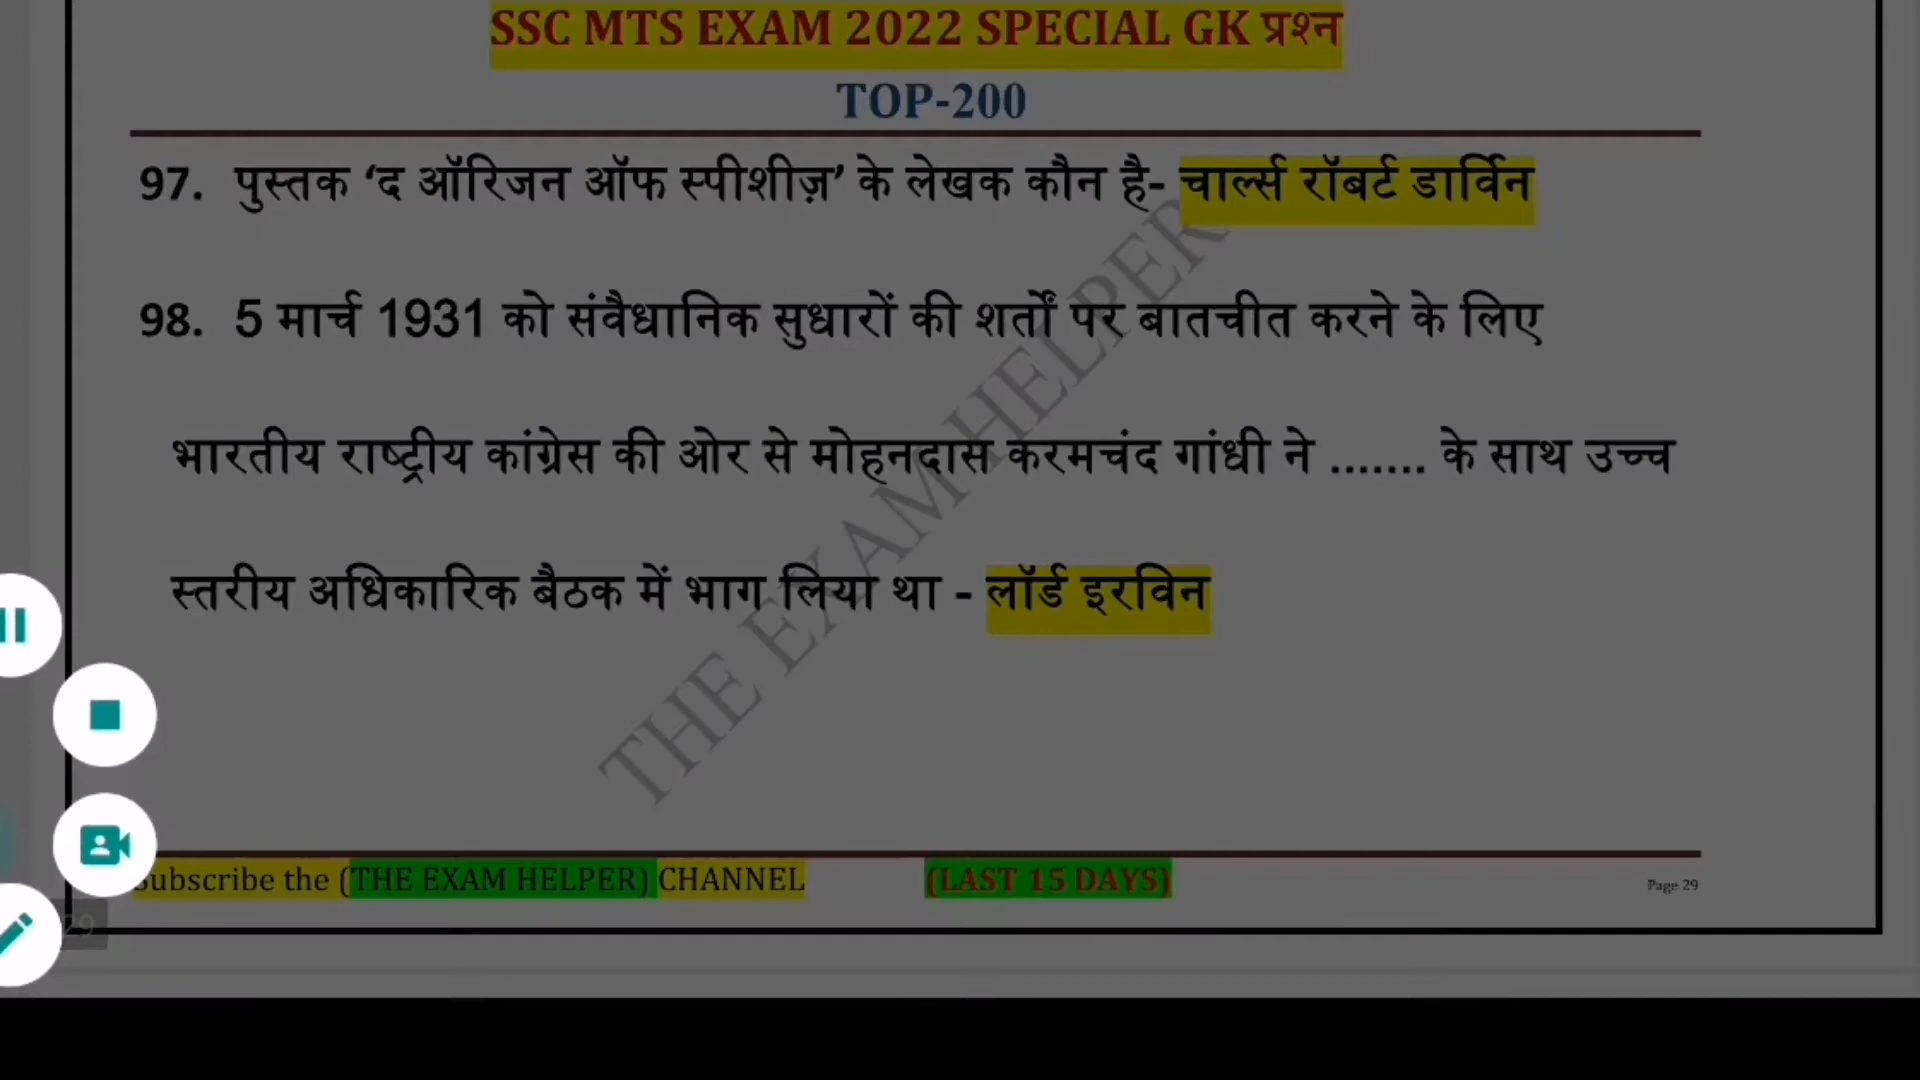 SSC MTS EXAM 2022 SPECIAL GK प्रश्न
TOP-200
97. पुस्तक ‘द ऑरिजन ऑफ स्पीशीज़’ के लेखक कौन है- चार्ल्स रॉबर्ट डार्विन
98. 5 मार्च 1931 को संवैधानिक सुधारों की शर्तों पर बातचीत करने के लिए
भारतीय राष्ट्रीय कांग्रेस की ओर से मोहनदास करमचंद गांधी ने ....... के साथ उच्च
स्तरीय अधिकारिक बैठक में भाग लिया था - लॉर्ड इरविन
THE EXAM HELPER
Subscribe the (THE EXAM HELPER) CHANNEL (LAST 15 DAYS)
Page 29
29